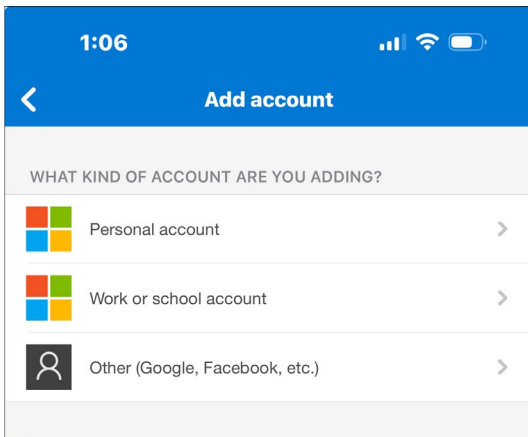 1:06
Add account
WHAT KIND OF ACCOUNT ARE YOU ADDING?
Personal account
Work or school account
Other (Google, Facebook, etc.)